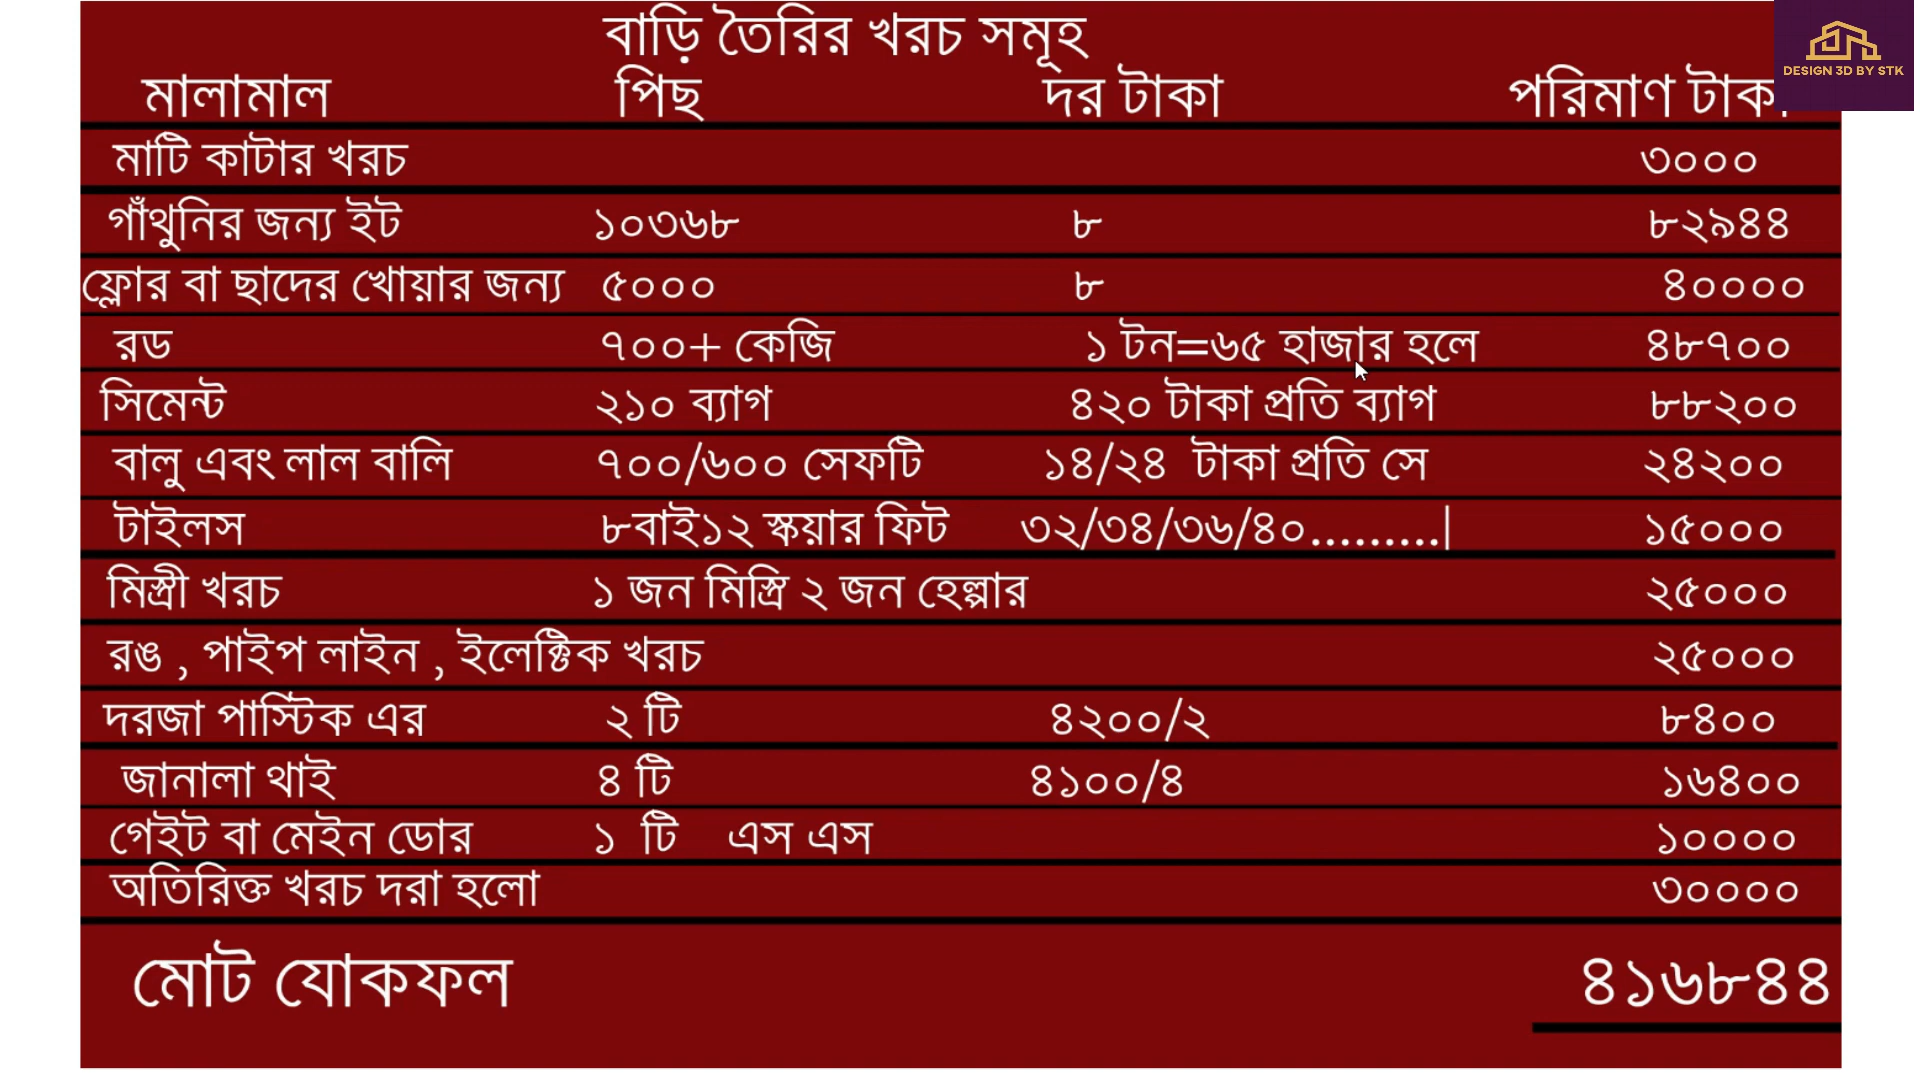 বাড়ি তৈরির খরচ সমূহ
DESIGN 3D BY STK
মালামাল পিছ দর টাকা পরিমাণ টাকা
মাটি কাটার খরচ ৩০০০
গাঁথুনির জন্য ইট ১০৩৬৮ ৮ ৮২৯৪৪
ফ্লোর বা ছাদের খোয়ার জন্য ৫০০০ ৮ ৪০০০০
রড ৭০০+ কেজি ১ টন=৬৫ হাজার হলে ৪৮৭০০
সিমেন্ট ২১০ ব্যাগ ৪২০ টাকা প্রতি ব্যাগ ৮৮২০০
বালু এবং লাল বালি ৭০০/৬০০ সেফটি ১৪/২৪ টাকা প্রতি সে ২৪২০০
টাইলস ৮বাই১২ স্কয়ার ফিট ৩২/৩৪/৩৬/৪০.........| ১৫০০০
মিস্ত্রী খরচ ১ জন মিস্ত্রি ২ জন হেল্পার ২৫০০০
রঙ , পাইপ লাইন , ইলেক্টিক খরচ ২৫০০০
দরজা পাস্টিক এর ২ টি ৪২০০/২ ৮৪০০
জানালা থাই ৪ টি ৪১০০/৪ ১৬৪০০
গেইট বা মেইন ডোর ১ টি এস এস ১০০০০
অতিরিক্ত খরচ দরা হলো ৩০০০০
মোট যোকফল ৪১৬৮৪৪